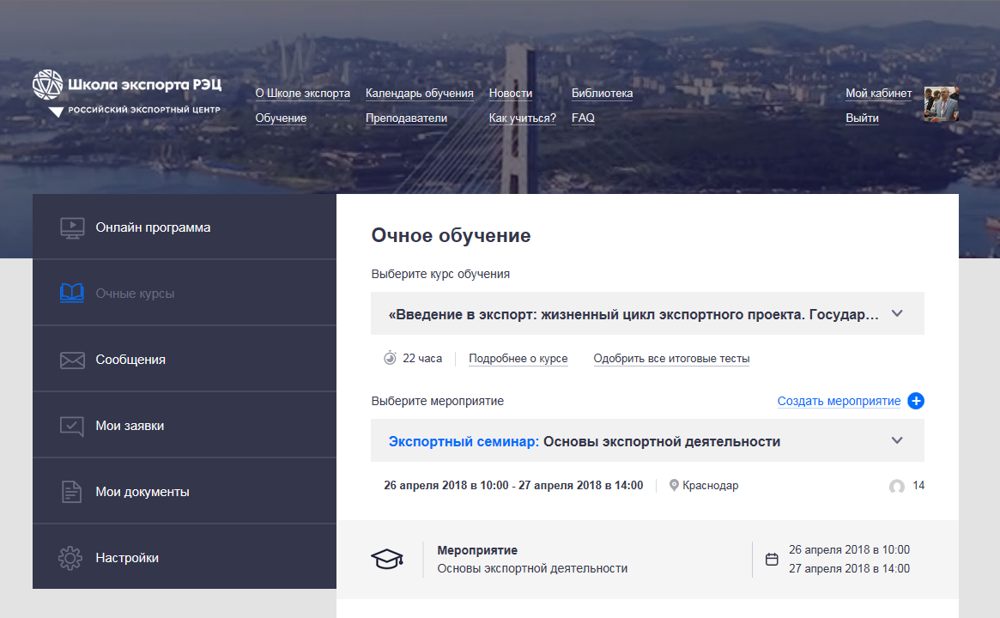 Школа экспорта РЭЦ
РОССИЙСКИЙ ЭКСПОРТНЫЙ ЦЕНТР
О Школе экспорта
Календарь обучения
Новости
Библиотека
Обучение
Преподаватели
Как учиться?
FAQ
Мой кабинет
Выйти
Онлайн программа
Очные курсы
Сообщения
Мои заявки
Мои документы
Настройки
Очное обучение
Выберите курс обучения
«Введение в экспорт: жизненный цикл экспортного проекта. Государ...
22 часа
Подробнее о курсе
Одобрить все итоговые тесты
Выберите мероприятие
Создать мероприятие
Экспортный семинар: Основы экспортной деятельности
26 апреля 2018 в 10:00 - 27 апреля 2018 в 14:00
Краснодар
14
Мероприятие
Основы экспортной деятельности
26 апреля 2018 в 10:00
27 апреля 2018 в 14:00